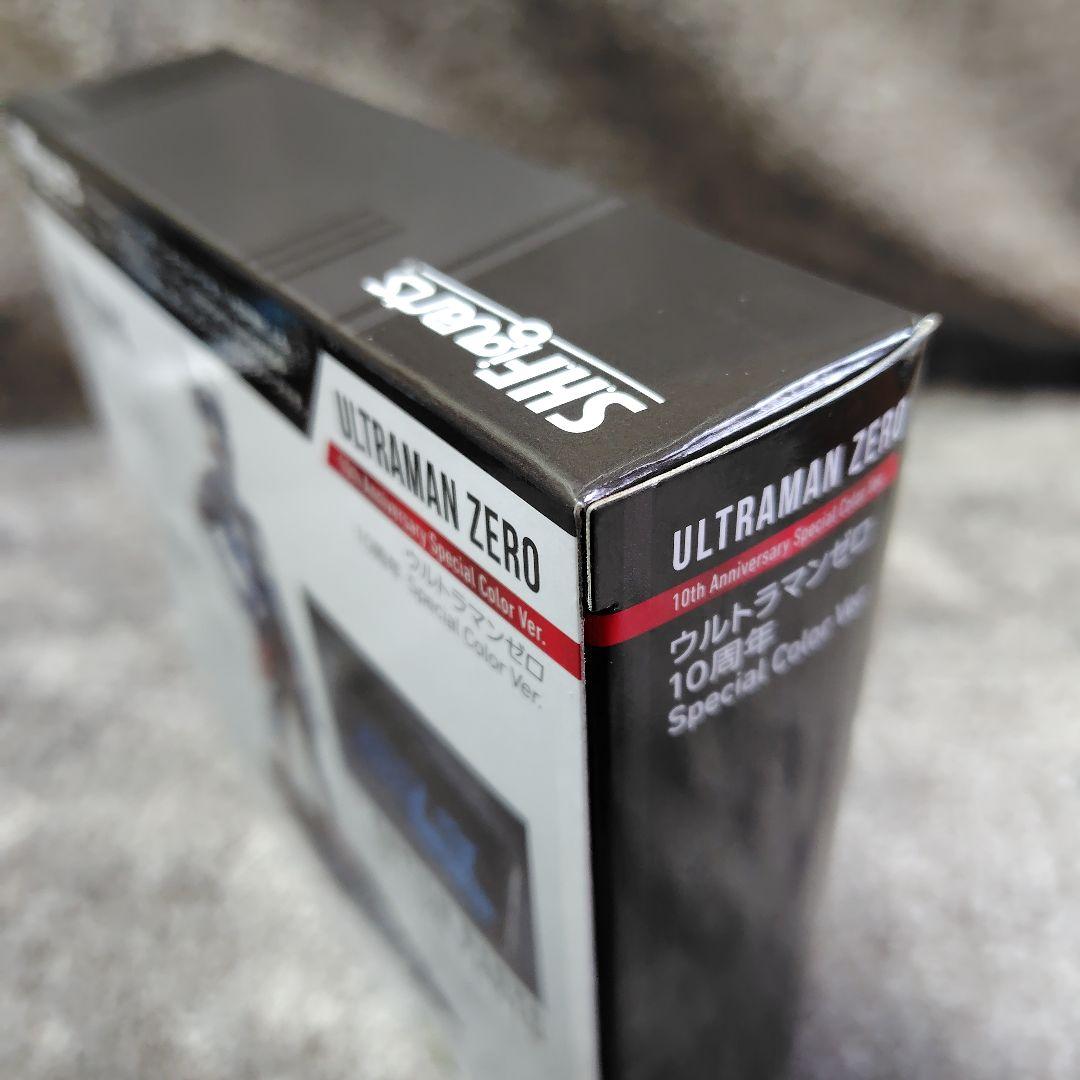 S.H.Figuarts
ULTRAMAN ZERO
10th Anniversary Special Color Ver.
ウルトラマンゼロ
10周年 Special Color Ver.
ULTRAMAN ZERO
10th Anniversary Special Color Ver.
ウルトラマンゼロ
10周年
Special Color Ver.